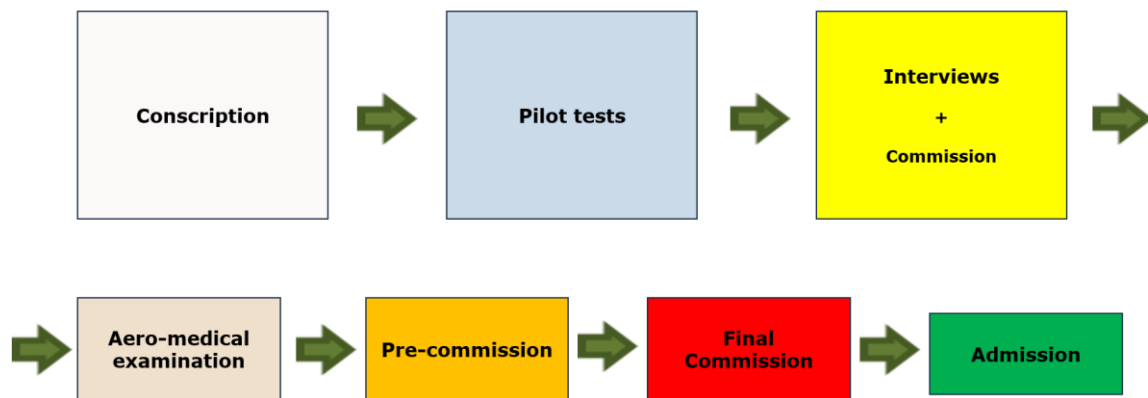 Conscription
Pilot tests
Interviews
+
Commission
Aero-medical
examination
Pre-commission
Final
Commission
Admission